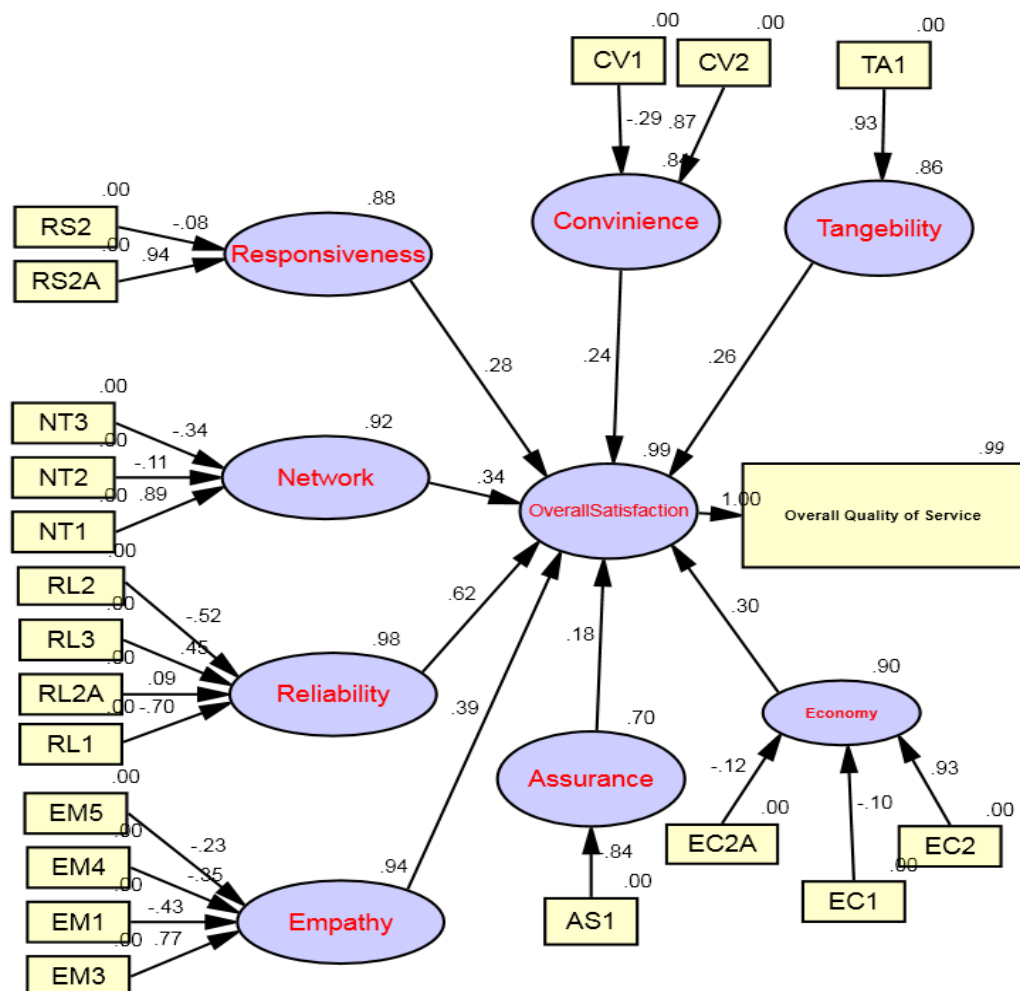 .00
.00
.00
CV1
CV2
TA1
-.29
.87
.93
.84
.86
Convinience
Tangebility
.00
.88
RS2
-.08
.00
Responsiveness
RS2A
.94
.28
.24
.26
.00
NT3
-.34
.92
.00
NT2
-.11
Network
.34
.00
.89
NT1
.99
OverallSatisfaction
1.00
.99
Overall Quality of Service
.00
RL2
-.52
.00
RL3
.45
.98
.62
.00
RL2A
.09
Reliability
.00
-.70
RL1
.18
.30
.39
.90
Economy
.70
Assurance
-.12
-.10
.93
.00
EC2A
.00
EC2
.00
EC1
-.84
.00
AS1
.00
EM5
-.23
.00
EM4
-.35
.94
.00
EM1
-.43
Empathy
.00
.77
EM3